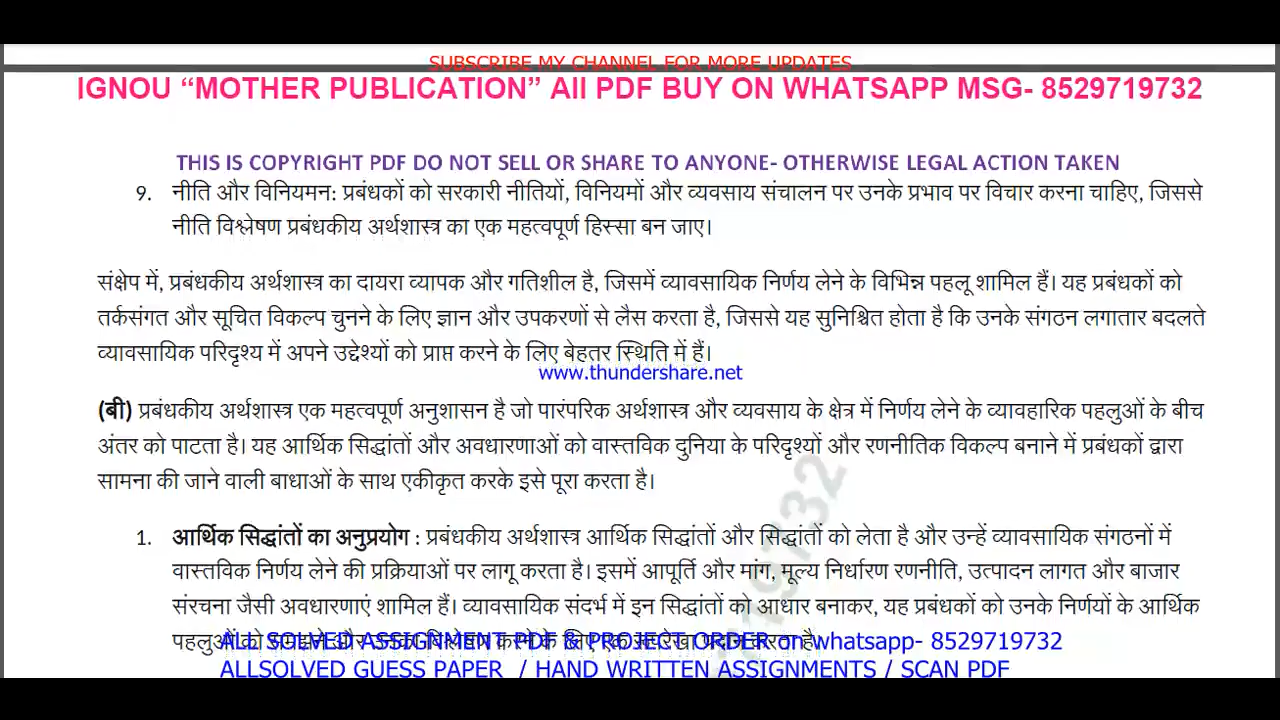 SUBSCRIBE MY CHANNEL FOR MORE UPDATES
IGNOU “MOTHER PUBLICATION” All PDF BUY ON WHATSAPP MSG- 8529719732
THIS IS COPYRIGHT PDF DO NOT SELL OR SHARE TO ANYONE- OTHERWISE LEGAL ACTION TAKEN
9. नीति और विनियमन: प्रबंधकों को सरकारी नीतियों, विनियमों और व्यवसाय संचालन पर उनके प्रभाव पर विचार करना चाहिए, जिससे
नीति विश्लेषण प्रबंधकीय अर्थशास्त्र का एक महत्वपूर्ण हिस्सा बन जाए।
संक्षेप में, प्रबंधकीय अर्थशास्त्र का दायरा व्यापक और गतिशील है, जिसमें व्यावसायिक निर्णय लेने के विभिन्न पहलू शामिल हैं। यह प्रबंधकों को
तर्कसंगत और सूचित विकल्प चुनने के लिए ज्ञान और उपकरणों से लैस करता है, जिससे यह सुनिश्चित होता है कि उनके संगठन लगातार बदलते
व्यावसायिक परिदृश्य में अपने उद्देश्यों को प्राप्त करने के लिए बेहतर स्थिति में हैं।
www.thundershare.net
(बी) प्रबंधकीय अर्थशास्त्र एक महत्वपूर्ण अनुशासन है जो पारंपरिक अर्थशास्त्र और व्यवसाय के क्षेत्र में निर्णय लेने के व्यावहारिक पहलुओं के बीच
अंतर को पाटता है। यह आर्थिक सिद्धांतों और अवधारणाओं को वास्तविक दुनिया के परिदृश्यों और रणनीतिक विकल्प बनाने में प्रबंधकों द्वारा
सामना की जाने वाली बाधाओं के साथ एकीकृत करके इसे पूरा करता है।
1. आर्थिक सिद्धांतों का अनुप्रयोग : प्रबंधकीय अर्थशास्त्र आर्थिक सिद्धांतों और सिद्धांतों को लेता है और उन्हें व्यावसायिक संगठनों में
वास्तविक निर्णय लेने की प्रक्रियाओं पर लागू करता है। इसमें आपूर्ति और मांग, मूल्य निर्धारण रणनीति, उत्पादन लागत और बाजार
संरचना जैसी अवधारणाएं शामिल हैं। व्यावसायिक संदर्भ में इन सिद्धांतों को आधार बनाकर, यह प्रबंधकों को उनके निर्णयों के आर्थिक
पहलुओं को
ALL SOLVED ASSIGNMENT PDF & PROJECT ORDER on whatsapp- 8529719732
ALLSOLVED GUESS PAPER / HAND WRITTEN ASSIGNMENTS / SCAN PDF